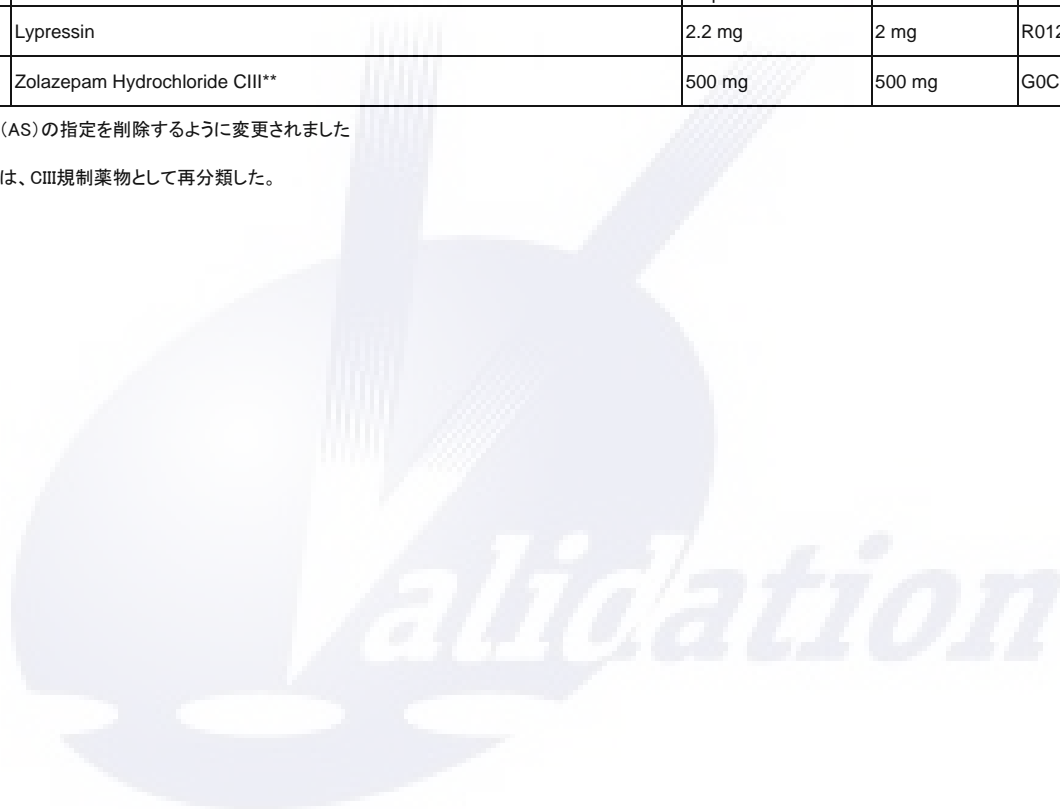 Lypressin 2.2 mg 2 mg R012
Zolazepam Hydrochloride CIII** 500 mg 500 mg G0C
(AS)の指定を削除するように変更されました
は、CIII規制薬物として再分類した。
Validation